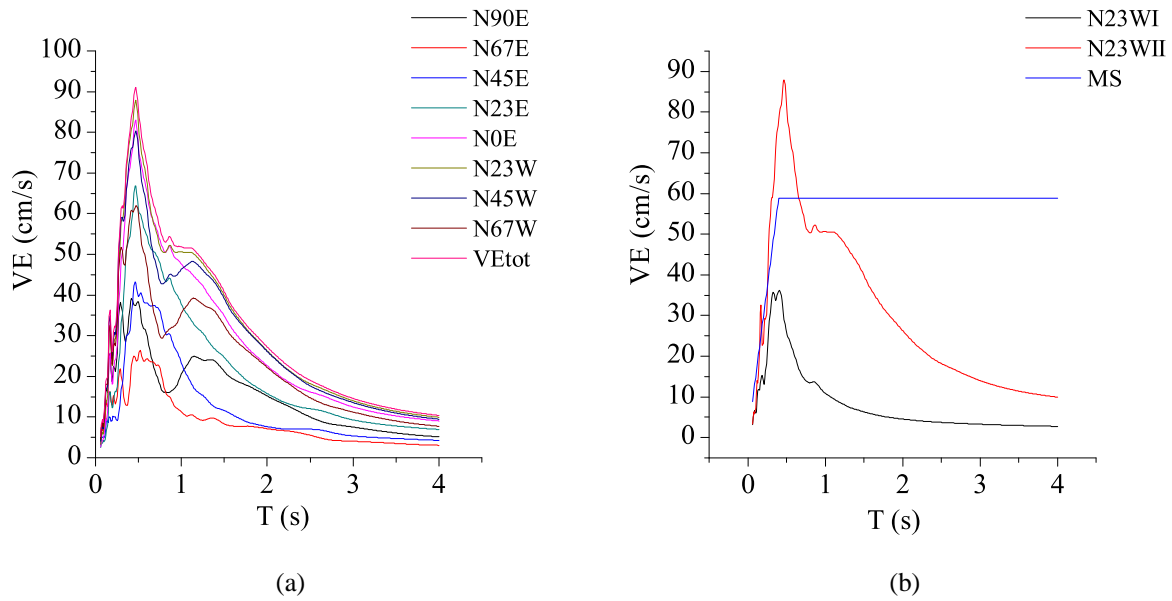 N90E
N67E
N45E
N23E
N0E
N23W
N45W
N67W
VEtot
100
90
80
70
60
50
40
30
20
10
0
VE (cm/s)
0 1 2 3 4
T (s)
(a)
N23WI
N23WII
MS
90
80
70
60
50
40
30
20
10
0
VE (cm/s)
0 1 2 3 4
T (s)
(b)